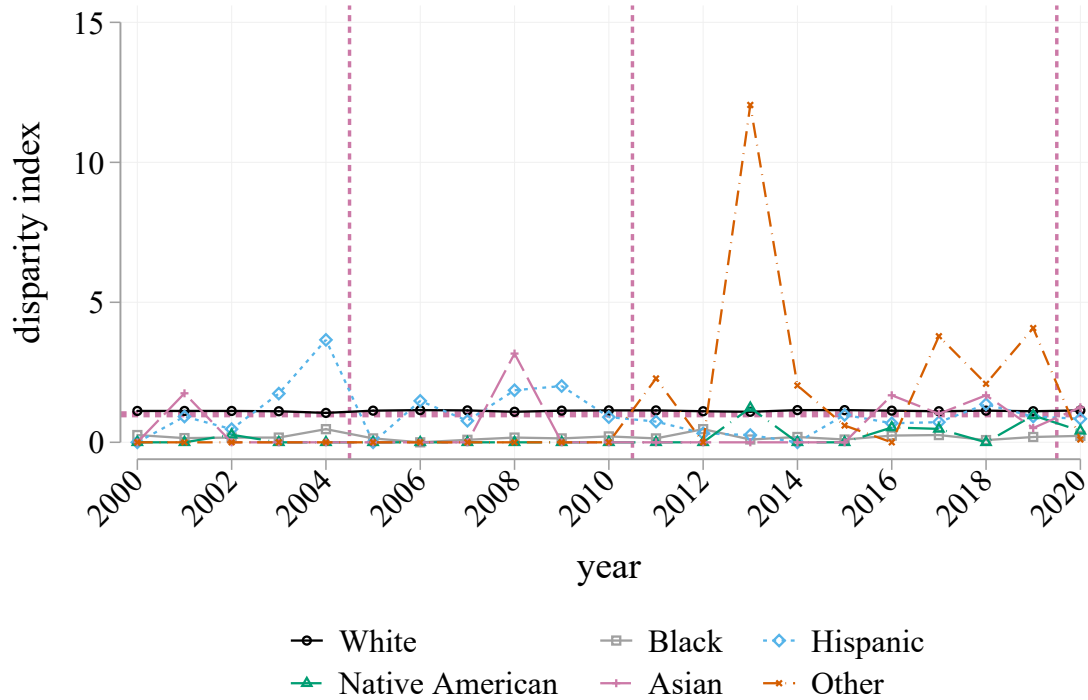 15
10
5
0
disparity index
2000 2002 2004 2006 2008 2010 2012 2014 2016 2018 2020
year
White Black Hispanic
Native American Asian Other